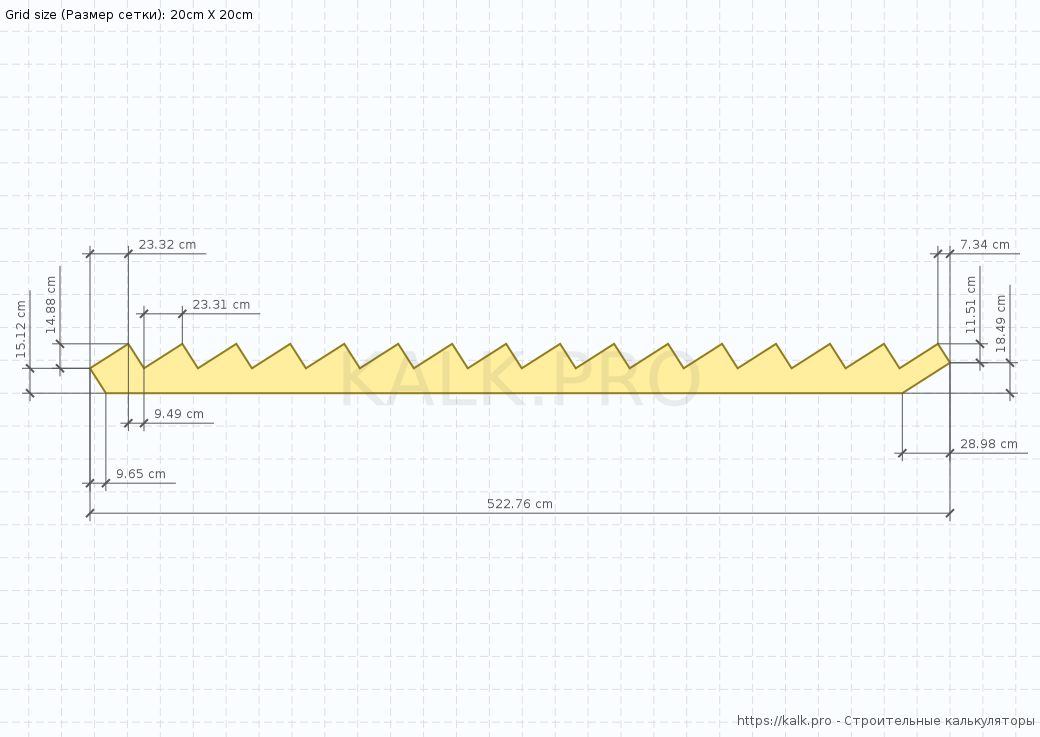 Grid size (Размер сетки): 20cm X 20cm
23.32 cm
7.34 cm
14.88 cm
11.51 cm
15.12 cm
18.49 cm
23.31 cm
KALK.PRO
9.49 cm
28.98 cm
9.65 cm
522.76 cm
https://kalk.pro - Строительные калькуляторы